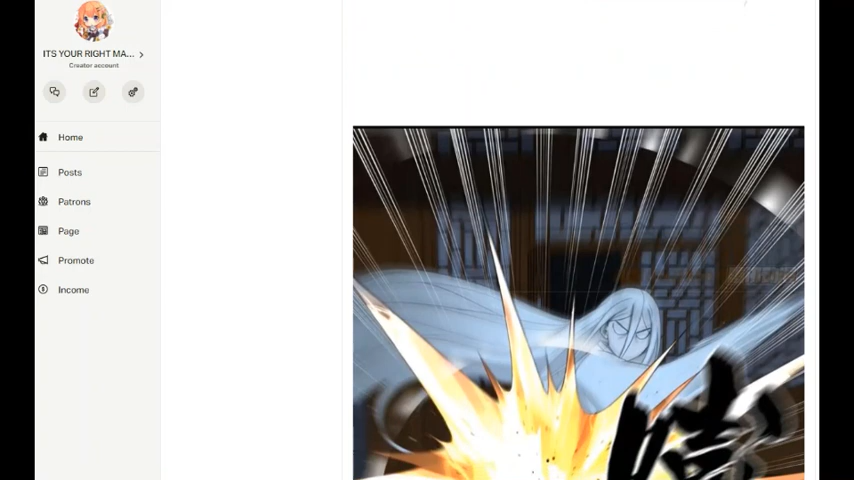 ITS YOUR RIGHT MA...
Creator account
Home
Posts
Patrons
Page
Promote
Income